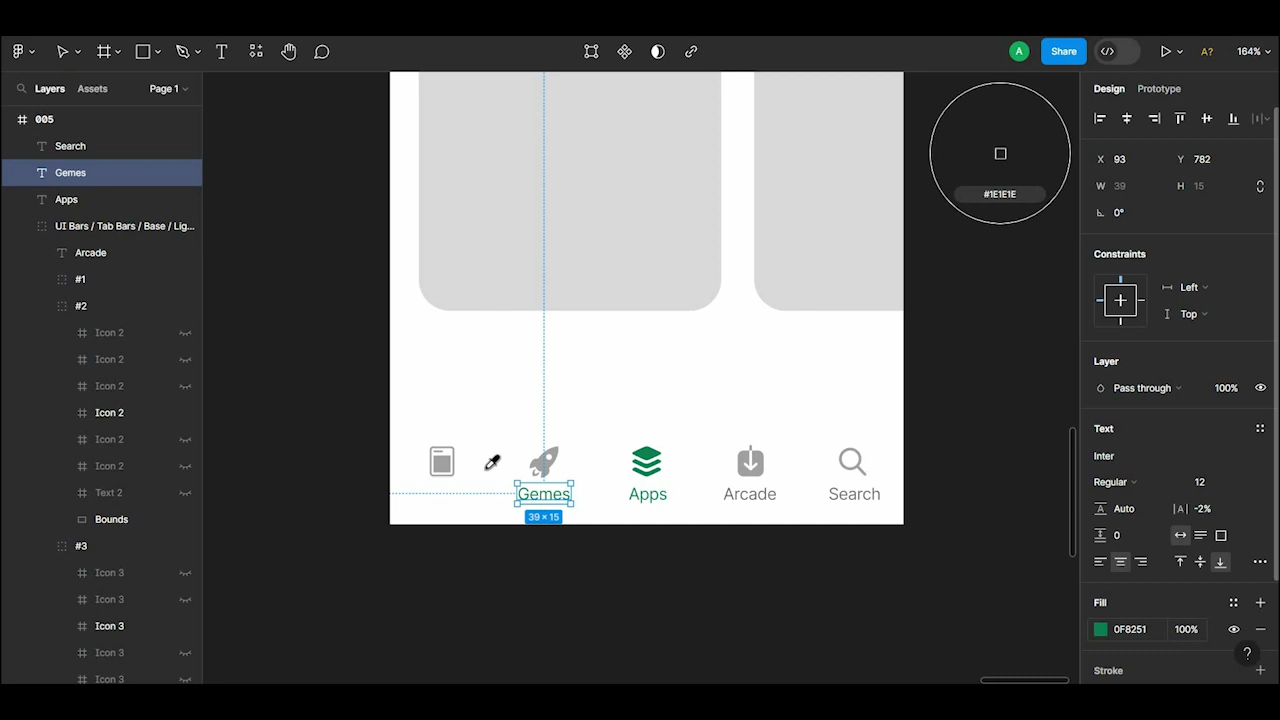 T
A
Share
A?
164%
Layers
Assets
Page 1
005
Search
Gemes
Apps
UI Bars / Tab Bars / Base / Lig...
Arcade
#1
#2
Icon 2
Icon 2
Icon 2
Icon 2
Icon 2
Icon 2
Text 2
Bounds
#3
Icon 3
Icon 3
Icon 3
Icon 3
Icon 3
#1E1E1E
Gemes
Apps
Arcade
Search
39 × 15
Design
Prototype
X 93
Y 782
W 39
H 15
0°
Constraints
Left
Top
Layer
Pass through
100%
Text
Inter
Regular
12
Auto
|A| -2%
0
Fill
0F8251
100%
?
Stroke